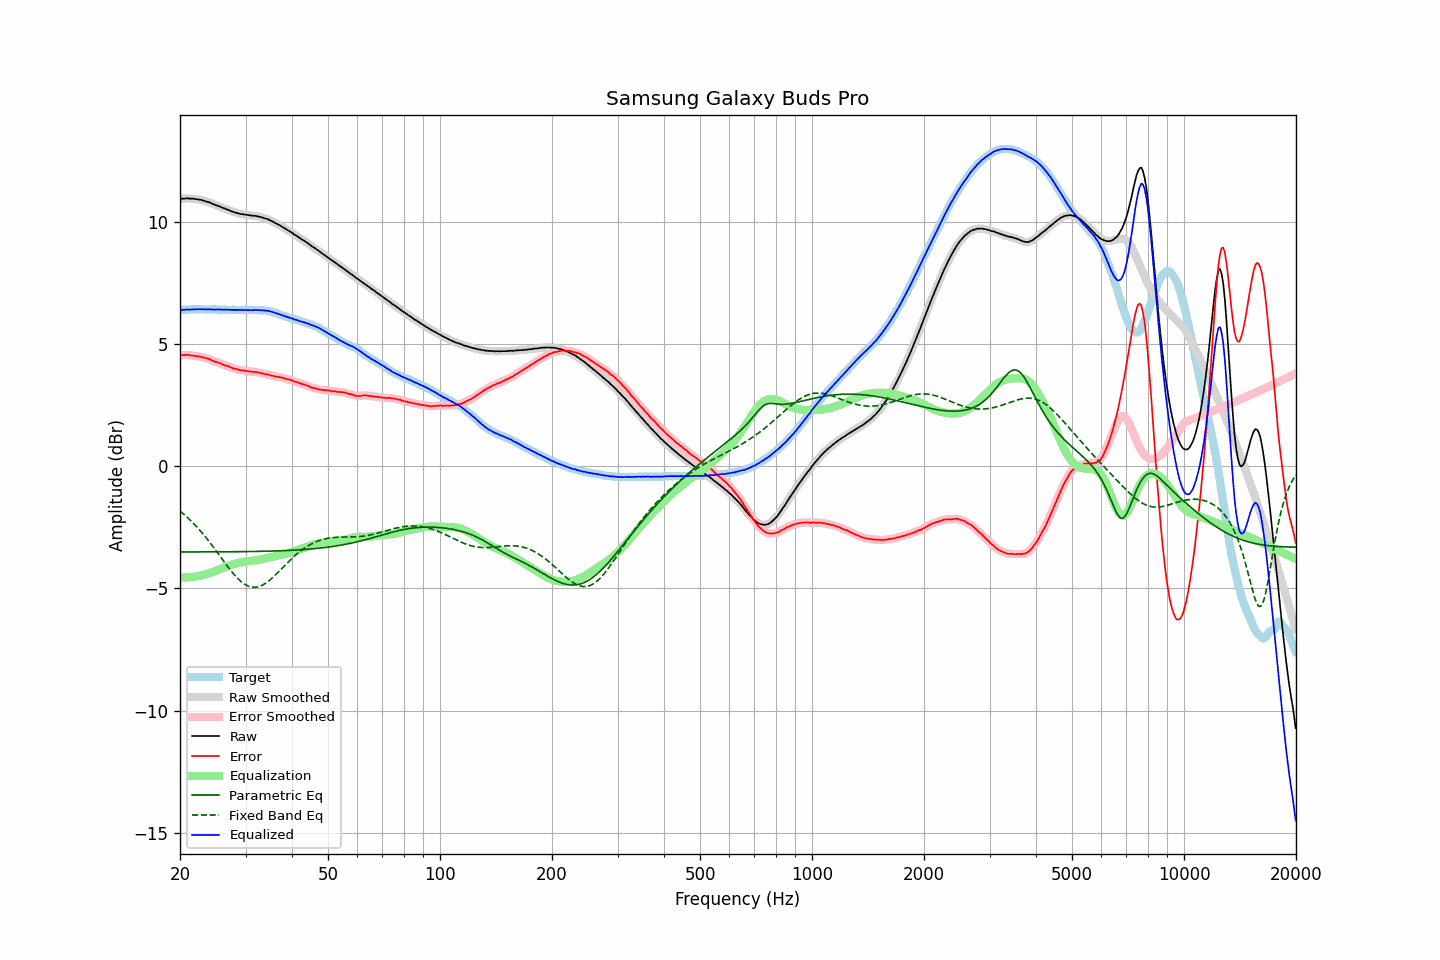 Samsung Galaxy Buds Pro
Amplitude (dBr)
10
5
0
−5
−10
−15
Target
Raw Smoothed
Error Smoothed
Raw
Error
Equalization
Parametric Eq
Fixed Band Eq
Equalized
20 50 100 200 500 1000 2000 5000 10000 20000
Frequency (Hz)